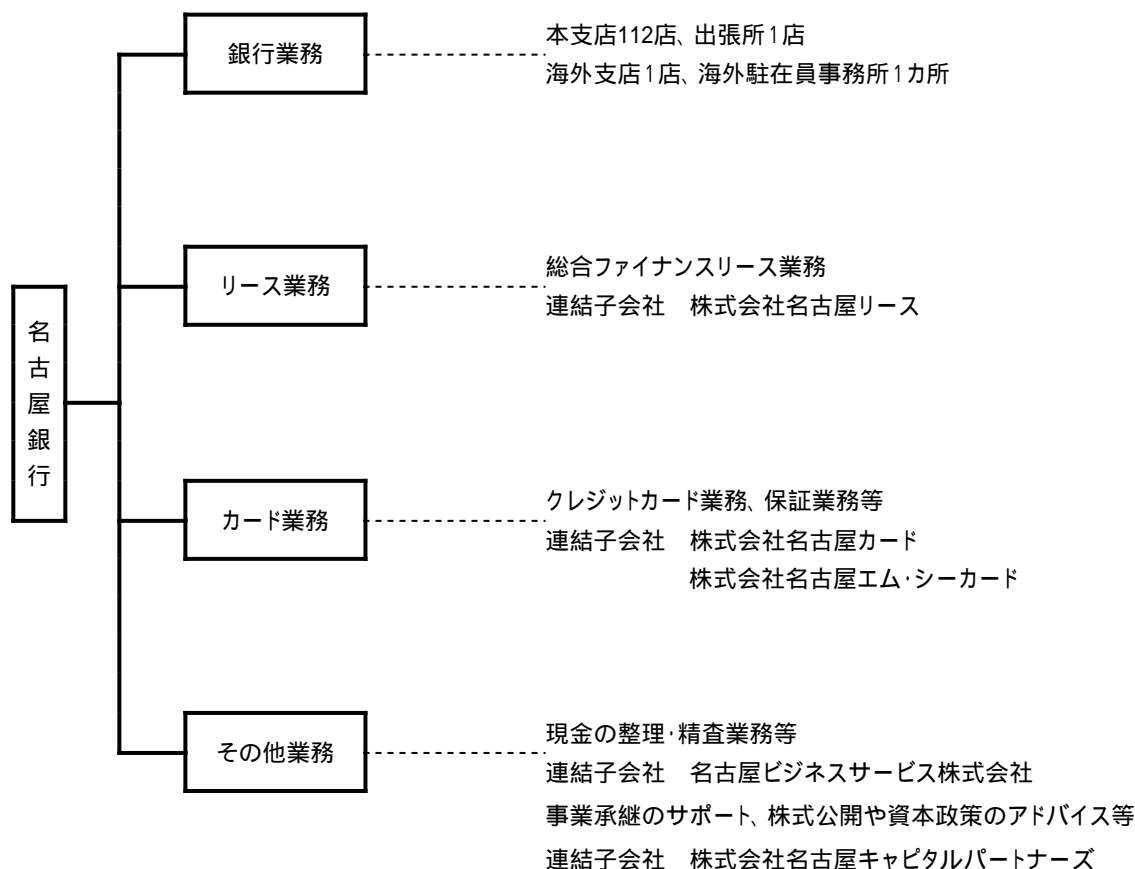 名古屋銀行
銀行業務
本支店112店、出張所1店
海外支店1店、海外駐在員事務所1カ所
リース業務
総合ファイナンスリース業務
連結子会社　株式会社名古屋リース
カード業務
クレジットカード業務、保証業務等
連結子会社　株式会社名古屋カード
株式会社名古屋エム・シーカード
その他業務
現金の整理・精査業務等
連結子会社　名古屋ビジネスサービス株式会社
事業承継のサポート、株式公開や資本政策のアドバイス等
連結子会社　株式会社名古屋キャピタルパートナーズ